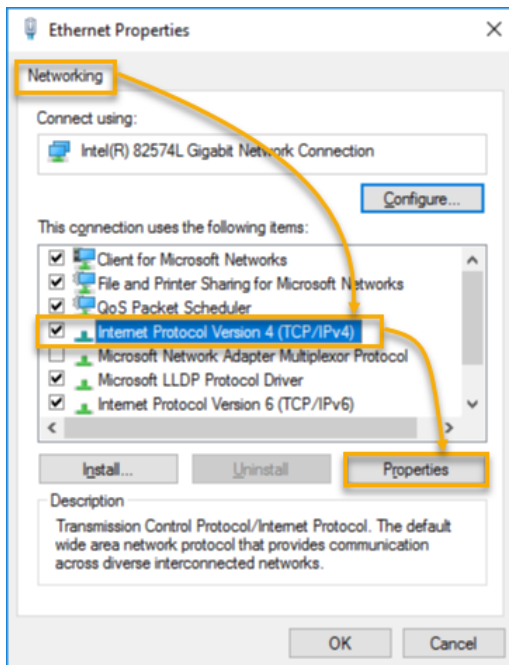 Ethernet Properties
Networking
Connect using:
Intel(R) 82574L Gigabit Network Connection
Configure...
This connection uses the following items:
Client for Microsoft Networks
File and Printer Sharing for Microsoft Networks
QoS Packet Scheduler
Internet Protocol Version 4 (TCP/IPv4)
Microsoft Network Adapter Multiplexor Protocol
Microsoft LLDP Protocol Driver
Internet Protocol Version 6 (TCP/IPv6)
Install...
Uninstall
Properties
Description
Transmission Control Protocol/Internet Protocol. The default
wide area network protocol that provides communication
across diverse interconnected networks.
OK
Cancel